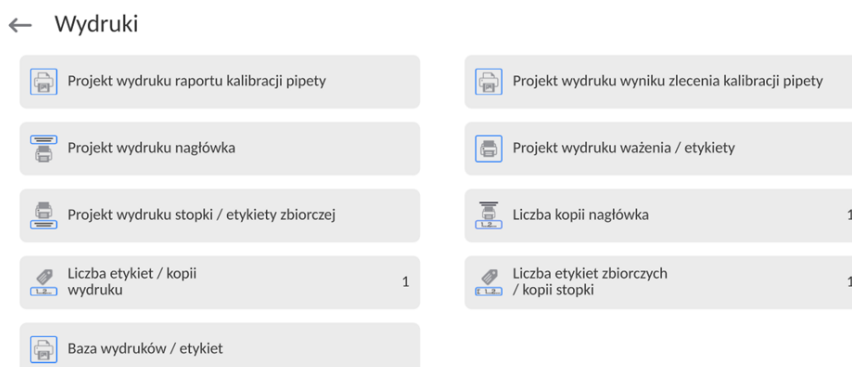 Wydruki
Projekt wydruku raportu kalibracji pipety
Projekt wydruku wyniku zlecenia kalibracji pipety
Projekt wydruku nagłówka
Projekt wydruku ważenia / etykiety
Projekt wydruku stopki / etykiety zbiorczej
Liczba kopii nagłówka 1
Liczba etykiet / kopii
wydruku 1
Liczba etykiet zbiorczych
/ kopii stopki 1
Baza wydruków / etykiet